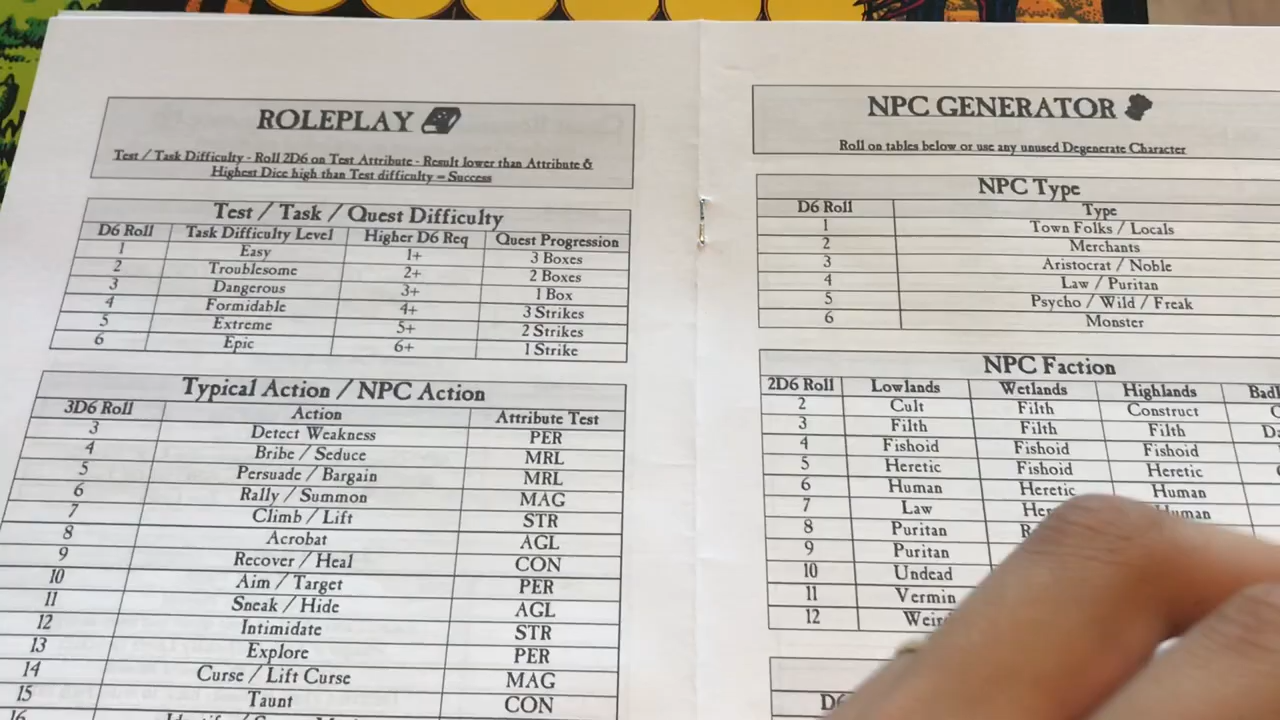 ROLEPLAY
Test / Task Difficulty - Roll 2D6 on Test Attribute - Result lower than Attribute &
Highest Dice high than Test difficulty = Success
Test / Task / Quest Difficulty
D6 Roll Task Difficulty Level Higher D6 Req Quest Progression
1 Easy 1+ 3 Boxes
2 Troublesome 2+ 2 Boxes
3 Dangerous 3+ 1 Box
4 Formidable 4+ 3 Strikes
5 Extreme 5+ 2 Strikes
6 Epic 6+ 1 Strike
Typical Action / NPC Action
3D6 Roll Action Attribute Test
3 Detect Weakness PER
4 Bribe / Seduce MRL
5 Persuade / Bargain MRL
6 Rally / Summon MAG
7 Climb / Lift STR
8 Acrobat AGL
9 Recover / Heal CON
10 Aim / Target PER
11 Sneak / Hide AGL
12 Intimidate STR
13 Explore PER
14 Curse / Lift Curse MAG
15 Taunt CON
16
NPC GENERATOR
Roll on tables below or use any unused Degenerate Character
NPC Type
D6 Roll Type
1 Town Folks / Locals
2 Merchants
3 Aristocrat / Noble
4 Law / Puritan
5 Psycho / Wild / Freak
6 Monster
NPC Faction
2D6 Roll Lowlands Wetlands Highlands
2 Cult Filth Construct
3 Filth Filth Filth
4 Fishoid Fishoid Fishoid
5 Heretic Fishoid Heretic
6 Human Heretic Human
7 Law Human
8 Puritan
9 Puritan
10 Undead
11 Vermin
12